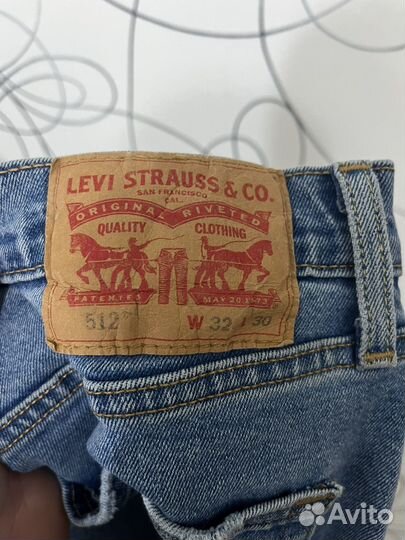 LEVI STRAUSS & CO.
SAN FRANCISCO
CAL.
ORIGINAL RIVETED
QUALITY CLOTHING
PATENTED MAY 20 1873
512 W 32 L 30
Avito